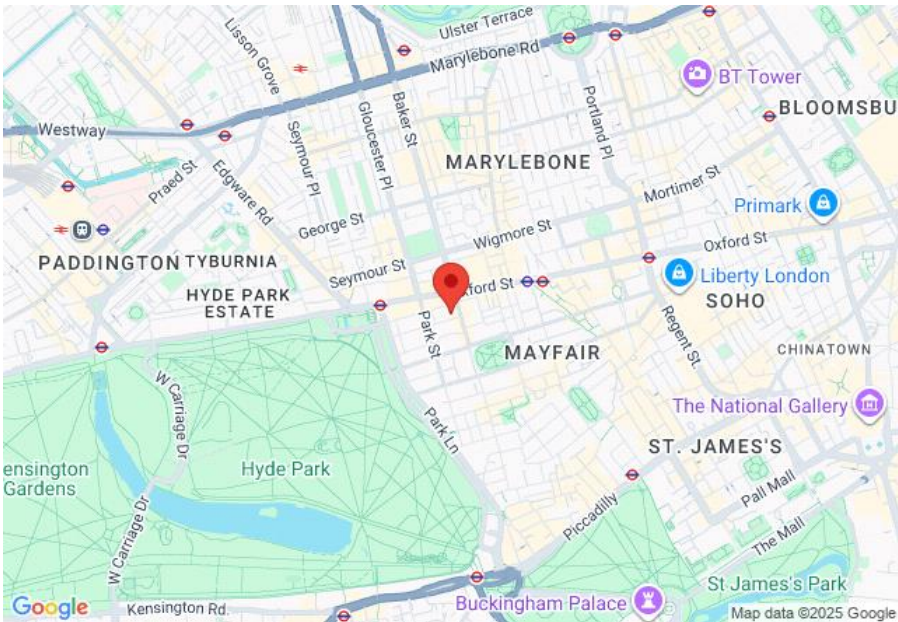 Ulster Terrace
Lisson Grove
Marylebone Rd
BT Tower
BLOOMSBU
Westway
Gloucester Pl
Baker St
Portland Pl
Seymour Pl
MARYLEBONE
Praed St
Edgware Rd
Mortimer St
Primark
George St
Wigmore St
Oxford St
PADDINGTON
TYBURNIA
Seymour St
xford St
Liberty London
HYDE PARK
ESTATE
SOHO
Park St
Regent St.
MAYFAIR
CHINATOWN
W Carriage Dr
The National Gallery
Park Ln
ST. JAMES'S
ensington
Gardens
Hyde Park
Pall Mall
Piccadilly
W Carriage Dr
The Mall
St James's Park
Google
Kensington Rd.
Buckingham Palace
Map data ©2025 Google